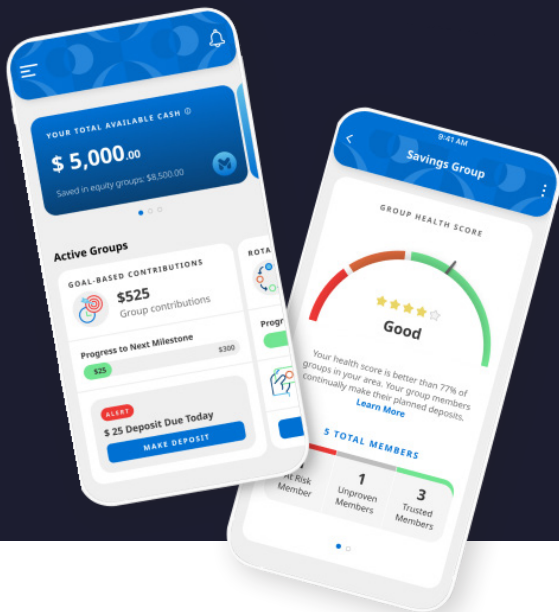 YOUR TOTAL AVAILABLE CASH
$ 5,000.00
Saved in equity groups: $8,500.00
Active Groups
GOAL-BASED CONTRIBUTIONS
$525
Group contributions
Progress to Next Milestone
$25
$300
ALERT
$ 25 Deposit Due Today
MAKE DEPOSIT
9:41 AM
Savings Group
GROUP HEALTH SCORE
Good
Your health score is better than 77% of
groups in your area. Your group members
continually make their planned deposits.
Learn More
5 TOTAL MEMBERS
At Risk
Member
1
Unproven
Members
3
Trusted
Members